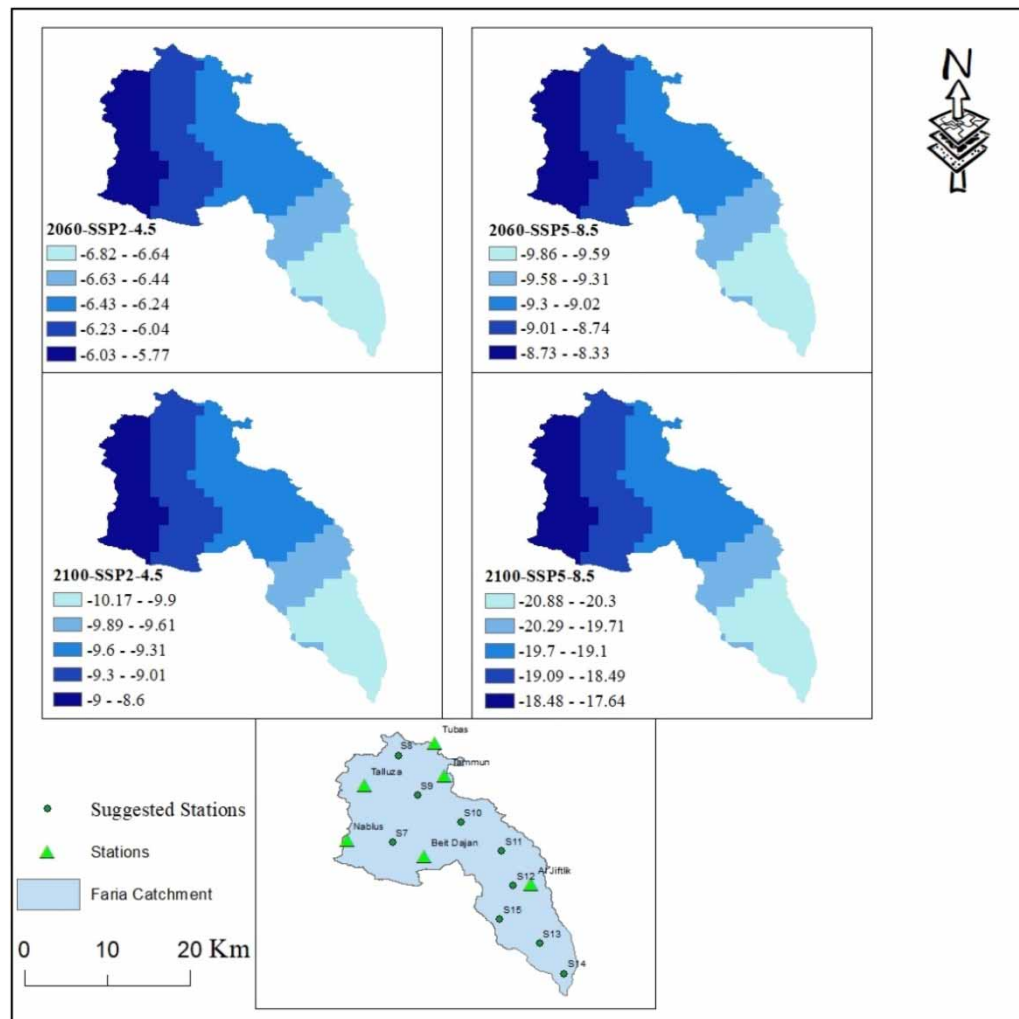 N
2060-SSP2-4.5
-6.82 - -6.64
-6.63 - -6.44
-6.43 - -6.24
-6.23 - -6.04
-6.03 - -5.77
2060-SSP5-8.5
-9.86 - -9.59
-9.58 - -9.31
-9.3 - -9.02
-9.01 - -8.74
-8.73 - -8.33
2100-SSP2-4.5
-10.17 - -9.9
-9.89 - -9.61
-9.6 - -9.31
-9.3 - -9.01
-9 - -8.6
2100-SSP5-8.5
-20.88 - -20.3
-20.29 - -19.71
-19.7 - -19.1
-19.09 - -18.49
-18.48 - -17.64
Tubas
S8
Tammun
Talluza
S9
S10
Nablus
S7
Beit Dajan
S11
Al Jiftlik
S12
S15
S13
S14
Suggested Stations
Stations
Faria Catchment
0 10 20 Km